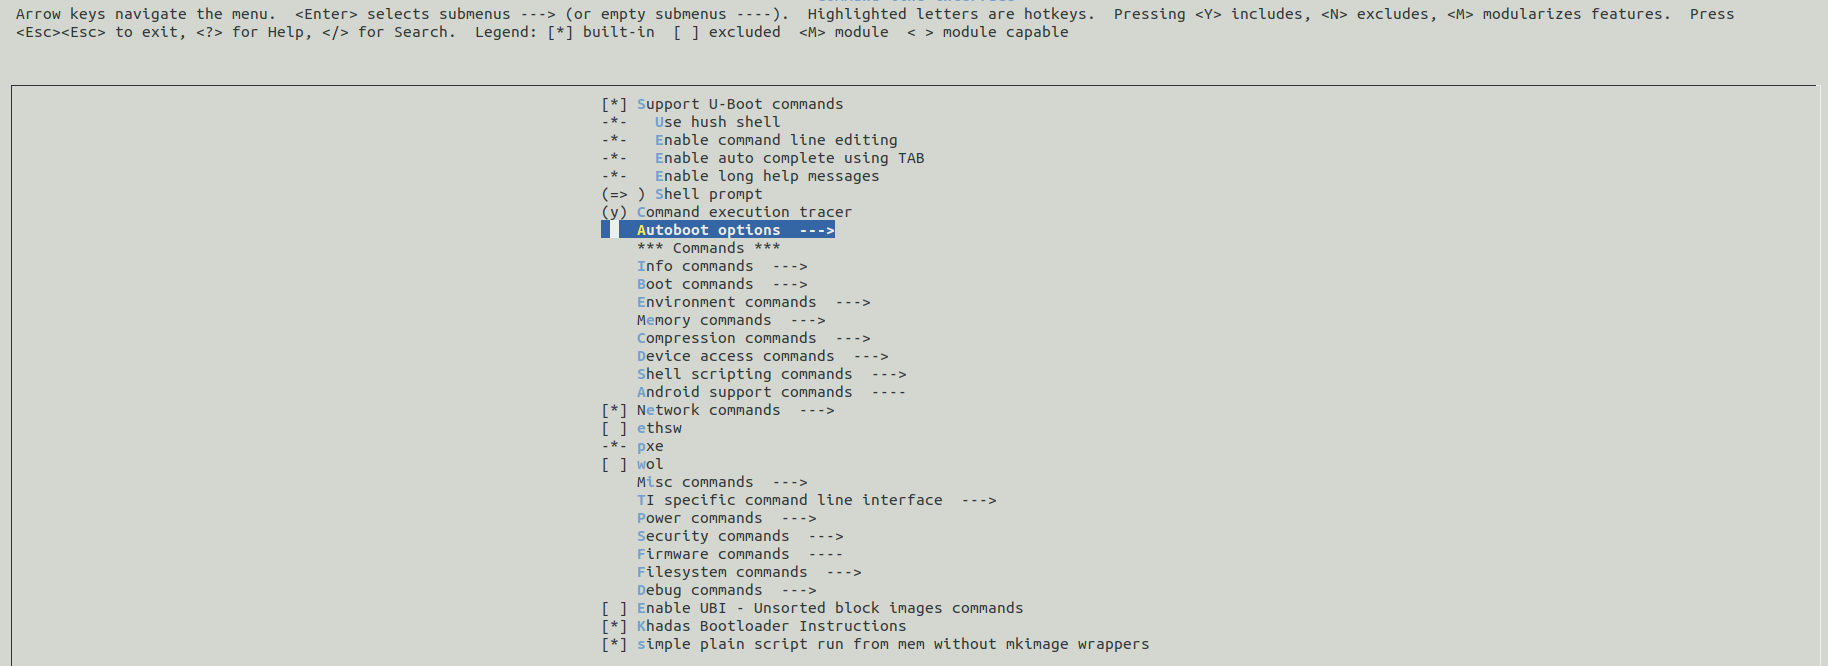 Arrow keys navigate the menu.  <Enter> selects submenus ---> (or empty submenus ----).  Highlighted letters are hotkeys.  Pressing <Y> includes, <N> excludes, <M> modularizes features.  Press
<Esc><Esc> to exit, <?> for Help, </> for Search.  Legend: [*] built-in  [ ] excluded  <M> module  < > module capable
[*] Support U-Boot commands
-*-   Use hush shell
-*-   Enable command line editing
-*-   Enable auto complete using TAB
-*-   Enable long help messages
(=> ) Shell prompt
(y) Command execution tracer
Autoboot options  --->
*** Commands ***
Info commands  --->
Boot commands  --->
Environment commands  --->
Memory commands  --->
Compression commands  --->
Device access commands  --->
Shell scripting commands  --->
Android support commands  ----
[*] Network commands  --->
[ ] ethsw
-*- pxe
[ ] wol
Misc commands  --->
TI specific command line interface  --->
Power commands  --->
Security commands  --->
Firmware commands  ----
Filesystem commands  --->
Debug commands  --->
[ ] Enable UBI - Unsorted block images commands
[*] Khadas Bootloader Instructions
[*] simple plain script run from mem without mkimage wrappers